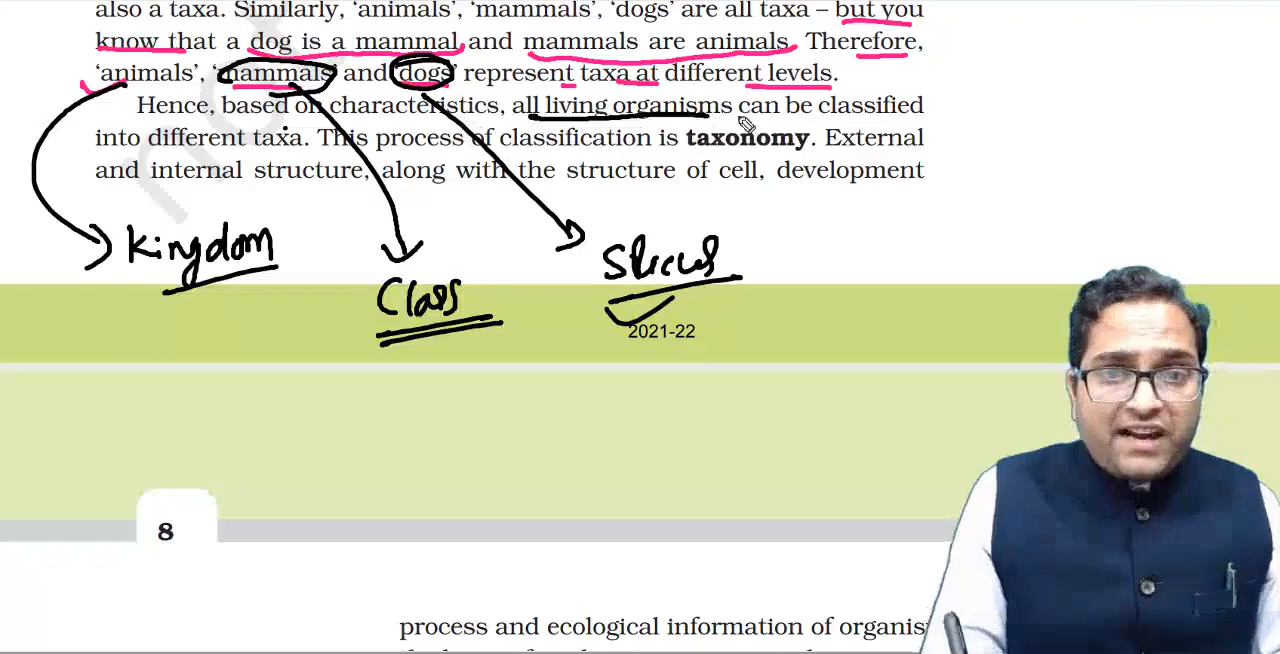 also a taxa. Similarly, ‘animals’, ‘mammals’, ‘dogs’ are all taxa – but you
know that a dog is a mammal and mammals are animals. Therefore,
‘animals’, ‘mammals’ and ‘dogs’ represent taxa at different levels.
Hence, based on characteristics, all living organisms can be classified
into different taxa. This process of classification is taxonomy. External
and internal structure, along with the structure of cell, development
Kingdom
Class
2021-22
8
process and ecological information of organis